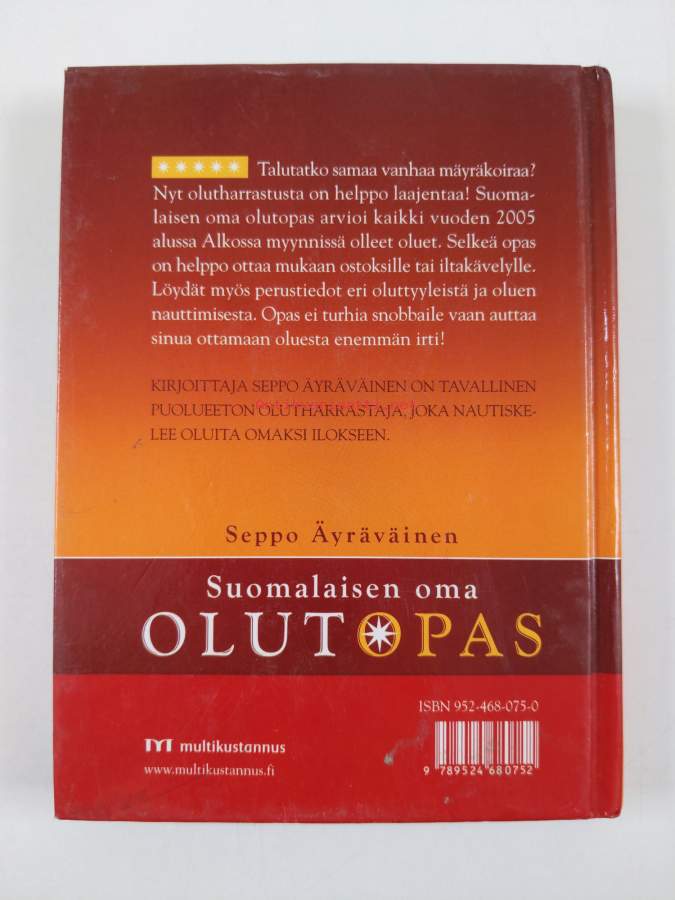 Talutatko samaa vanhaa mäyräkoiraa?
Nyt olutharrastusta on helppo laajentaa! Suoma-
laisen oma olutopas arvioi kaikki vuoden 2005
alussa Alkossa myynnissä olleet oluet. Selkeä opas
on helppo ottaa mukaan ostoksille tai iltakävelylle.
Löydät myös perustiedot eri oluttyyleistä ja oluen
nauttimisesta. Opas ei turhia snobbaile vaan auttaa
sinua ottamaan oluesta enemmän irti!
KIRJOITTAJA SEPPO ÄYRÄVÄINEN ON TAVALLINEN
PUOLUEETON OLUTHARRASTAJA, JOKA NAUTISKE-
LEE OLUITA OMAKSI ILOKSEEN.
Seppo Äyräväinen
Suomalaisen oma
OLUTOPAS
ISBN 952-468-075-0
multikustannus
www.multikustannus.fi
9 789524 680752